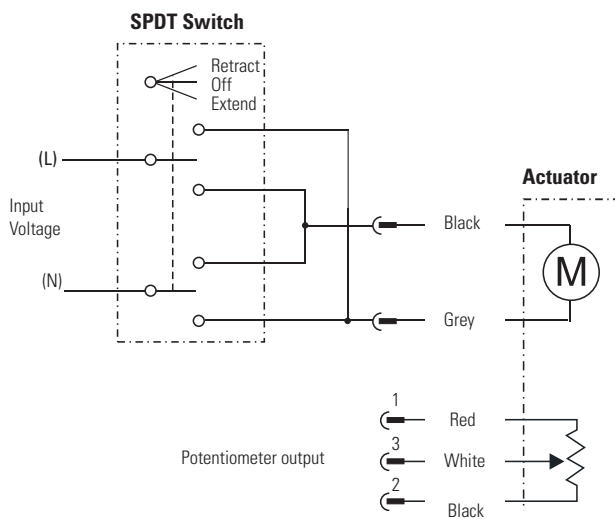 SPDT Switch
Retract
Off
Extend
(L)
Input
Voltage
(N)
Actuator
Black
M
Grey
1
Red
Potentiometer output
3
White
2
Black